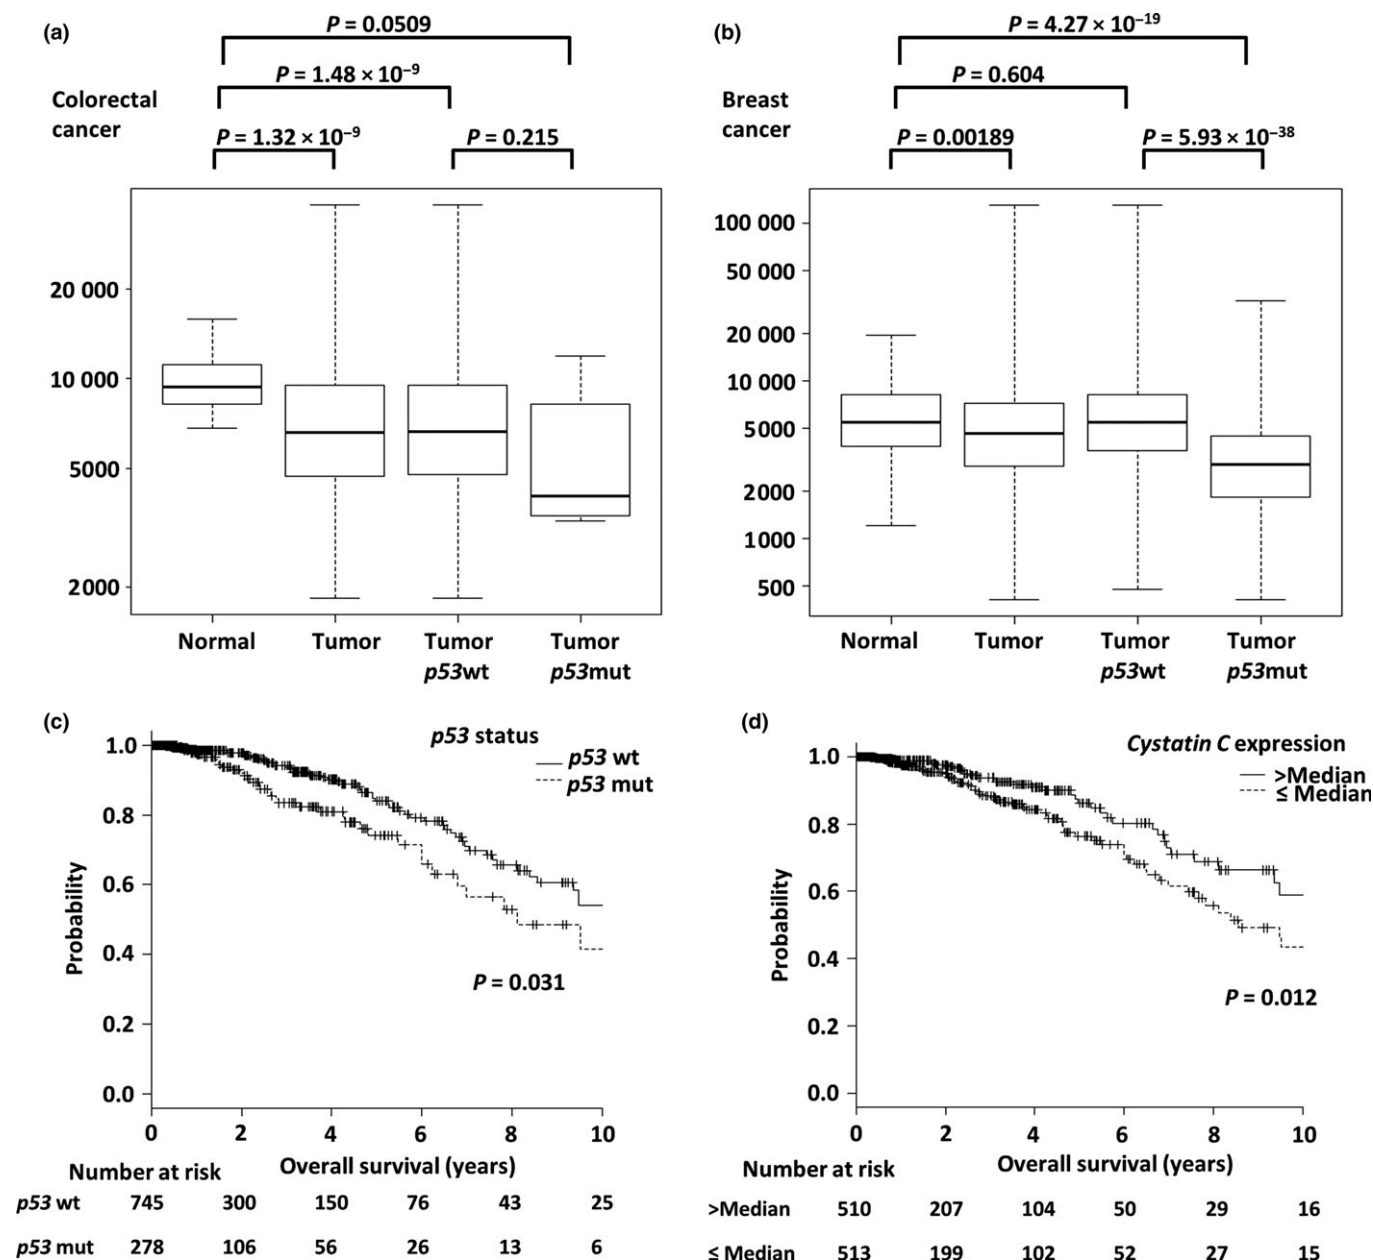 (a)
P = 0.0509
P = 1.48 × 10–9
Colorectal
cancer
P = 1.32 × 10–9
P = 0.215
20 000
10 000
5000
2000
Normal
Tumor
Tumor
p53wt
Tumor
p53mut
(b)
P = 4.27 × 10–19
P = 0.604
Breast
cancer
P = 0.00189
P = 5.93 × 10–38
100 000
50 000
20 000
10 000
5000
2000
1000
500
Normal
Tumor
Tumor
p53wt
Tumor
p53mut
(c)
p53 status
p53 wt
p53 mut
1.0
0.8
0.6
0.4
0.2
0.0
Probability
P = 0.031
0 2 4 6 8 10
Overall survival (years)
Number at risk
p53 wt 745 300 150 76 43 25
p53 mut 278 106 56 26 13 6
(d)
Cystatin C expression
>Median
≤ Median
1.0
0.8
0.6
0.4
0.2
0.0
Probability
P = 0.012
0 2 4 6 8 10
Overall survival (years)
Number at risk
>Median 510 207 104 50 29 16
≤ Median 513 199 102 52 27 15